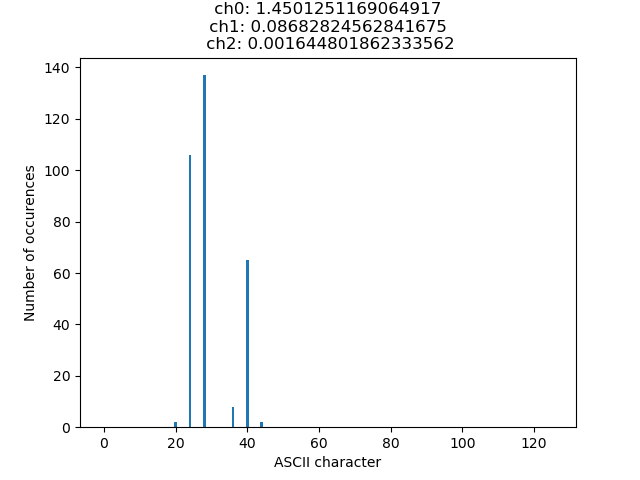 ch0: 1.4501251169064917
ch1: 0.08682824562841675
ch2: 0.0016448018623333562
140
120
100
80
60
40
20
0
Number of occurences
0 20 40 60 80 100 120
ASCII character